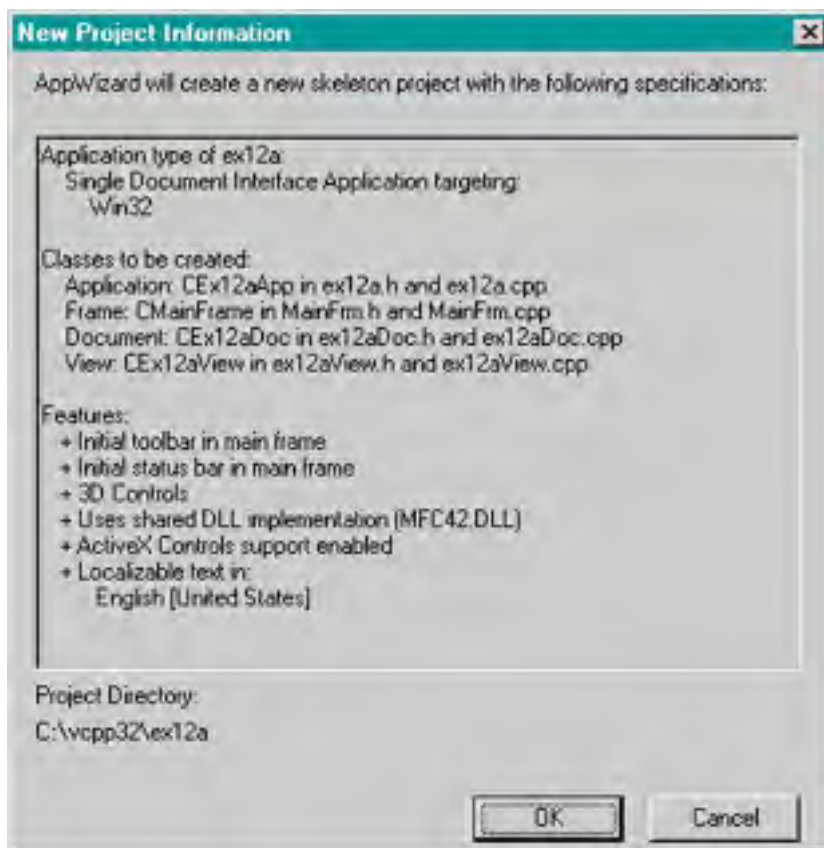 New Project Information
AppWizard will create a new skeleton project with the following specifications:
Application type of ex12a:
Single Document Interface Application targeting:
Win32
Classes to be created:
Application: CEx12aApp in ex12a.h and ex12a.cpp
Frame: CMainFrame in MainFrm.h and MainFrm.cpp
Document: CEx12aDoc in ex12aDoc.h and ex12aDoc.cpp
View: CEx12aView in ex12aView.h and ex12aView.cpp
Features:
+ Initial toolbar in main frame
+ Initial status bar in main frame
+ 3D Controls
+ Uses shared DLL implementation (MFC42.DLL)
+ ActiveX Controls support enabled
+ Localizable text in:
English [United States]
Project Directory:
C:\vcpp32\ex12a
OK
Cancel